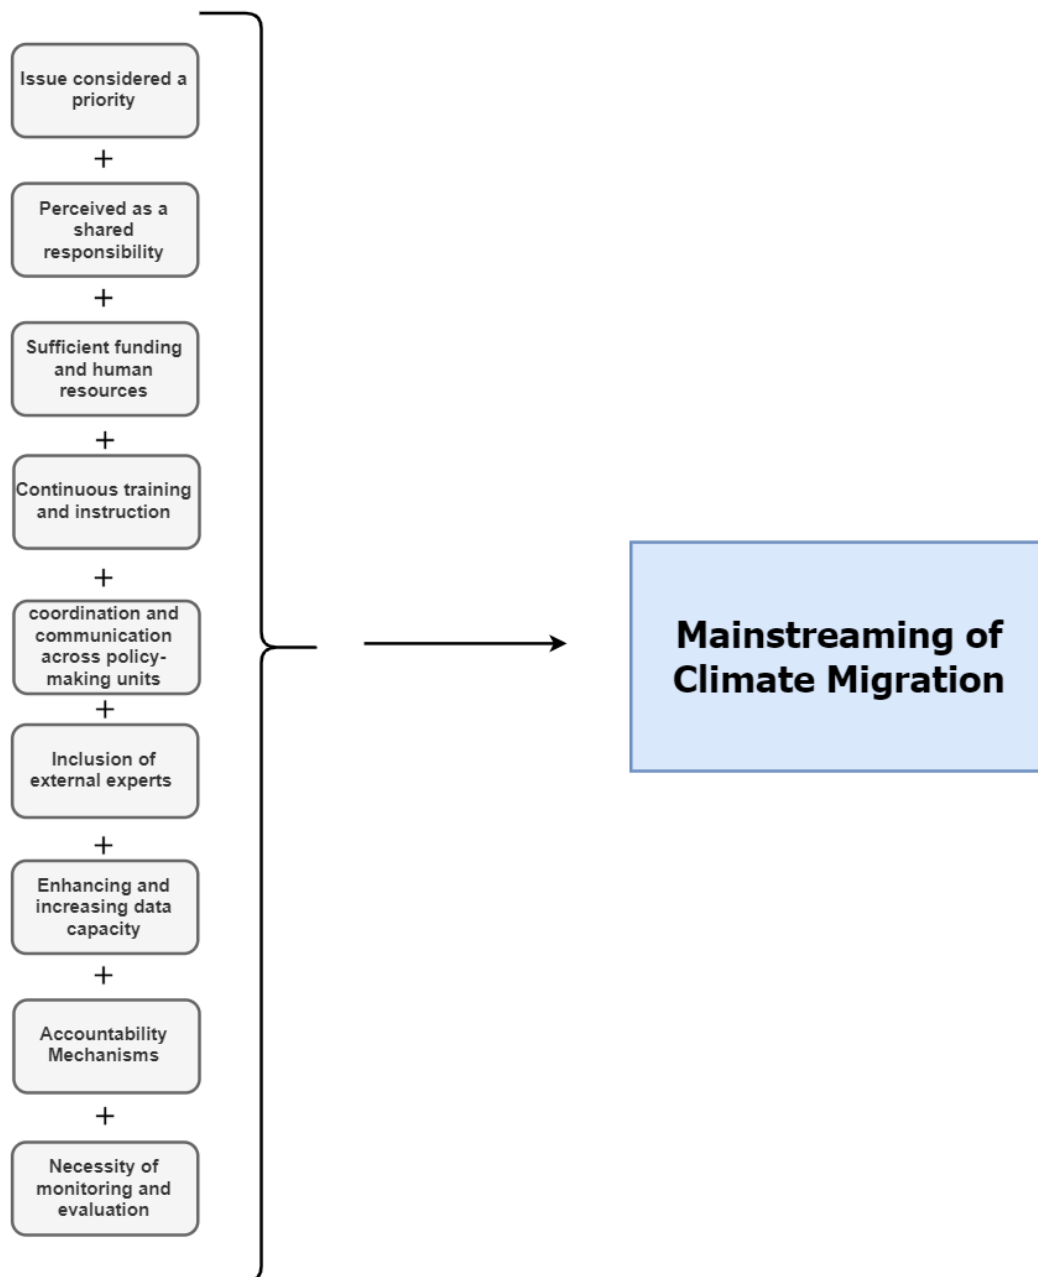 Issue considered a
priority
+
Perceived as a
shared
responsibility
+
Sufficient funding
and human
resources
+
Continuous training
and instruction
+
coordination and
communication
across policy-
making units
+
Inclusion of
external experts
+
Enhancing and
increasing data
capacity
+
Accountability
Mechanisms
+
Necessity of
monitoring and
evaluation
Mainstreaming of
Climate Migration